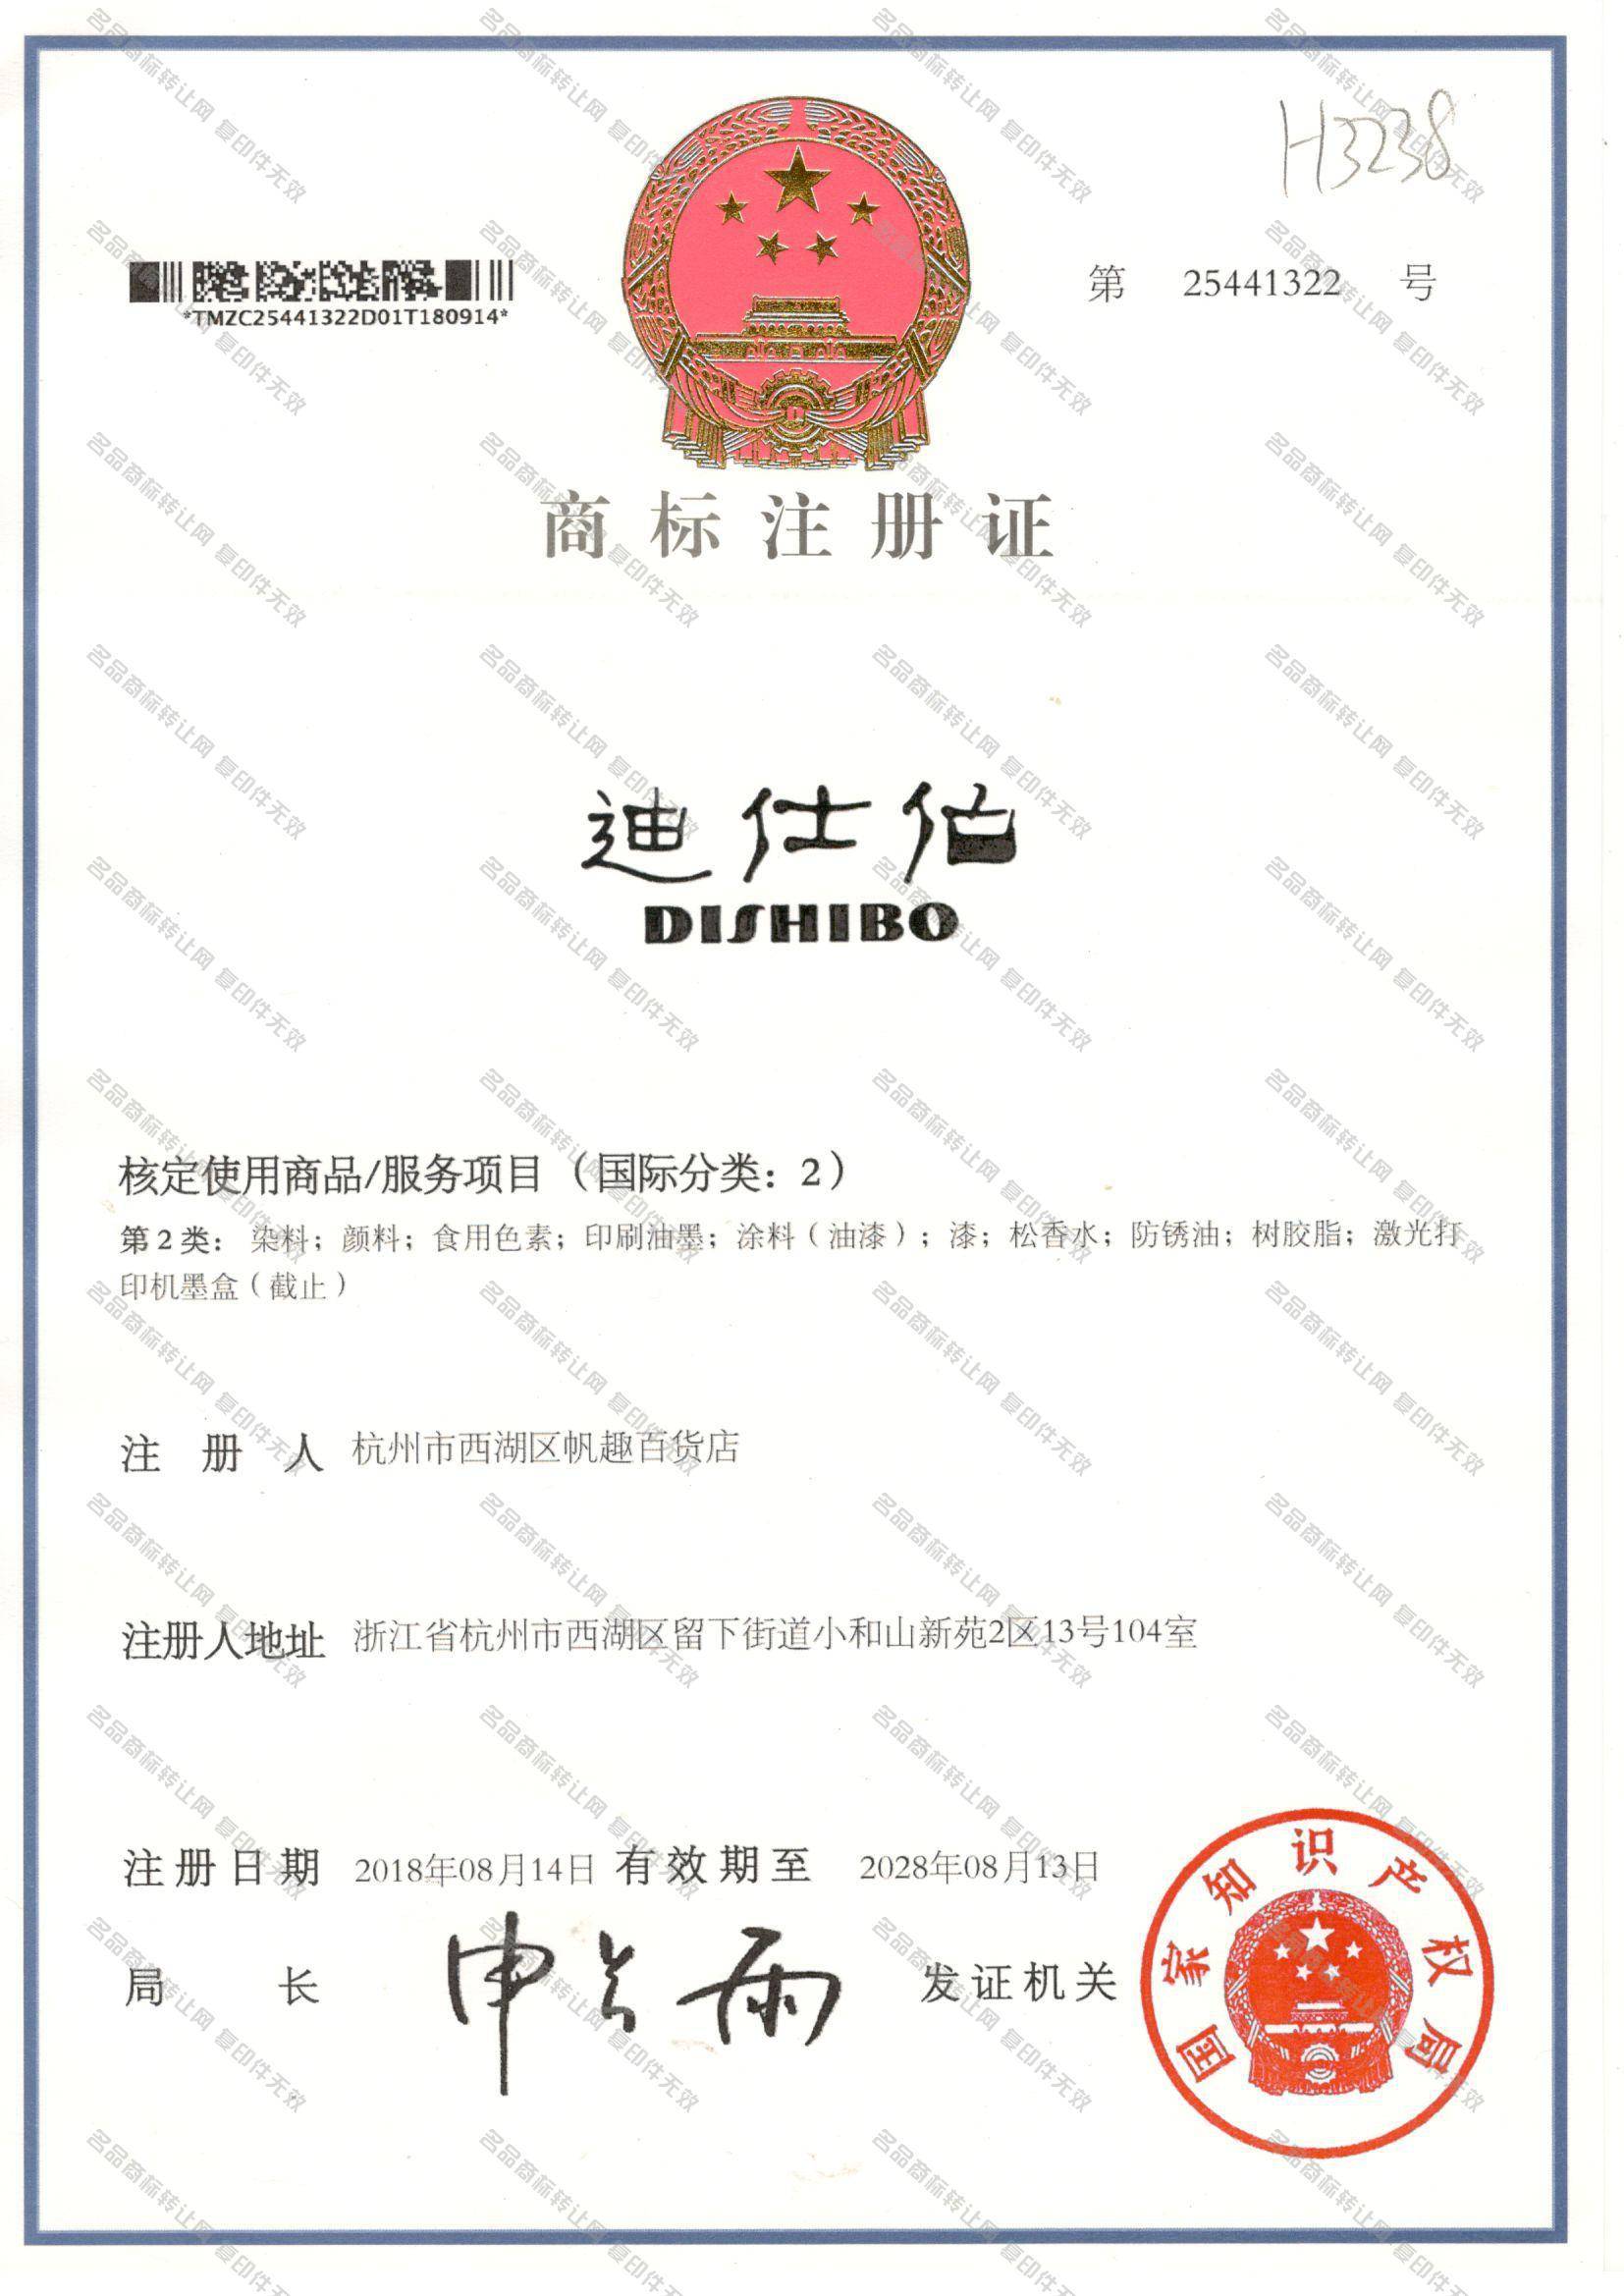 H3238
*TMZC25441322D01T180914*
第 25441322 号
商标注册证
迪仕伯
DISHIBO
核定使用商品/服务项目（国际分类：2）
第2类：染料；颜料；食用色素；印刷油墨；涂料（油漆）；漆；松香水；防锈油；树胶脂；激光打
印机墨盒（截止）
注册人 杭州市西湖区帆趣百货店
注册人地址 浙江省杭州市西湖区留下街道小和山新苑2区13号104室
注册日期 2018年08月14日 有效期至 2028年08月13日
局长 申长雨 发证机关
国家知识产权局
名品商标转让网 复印件无效